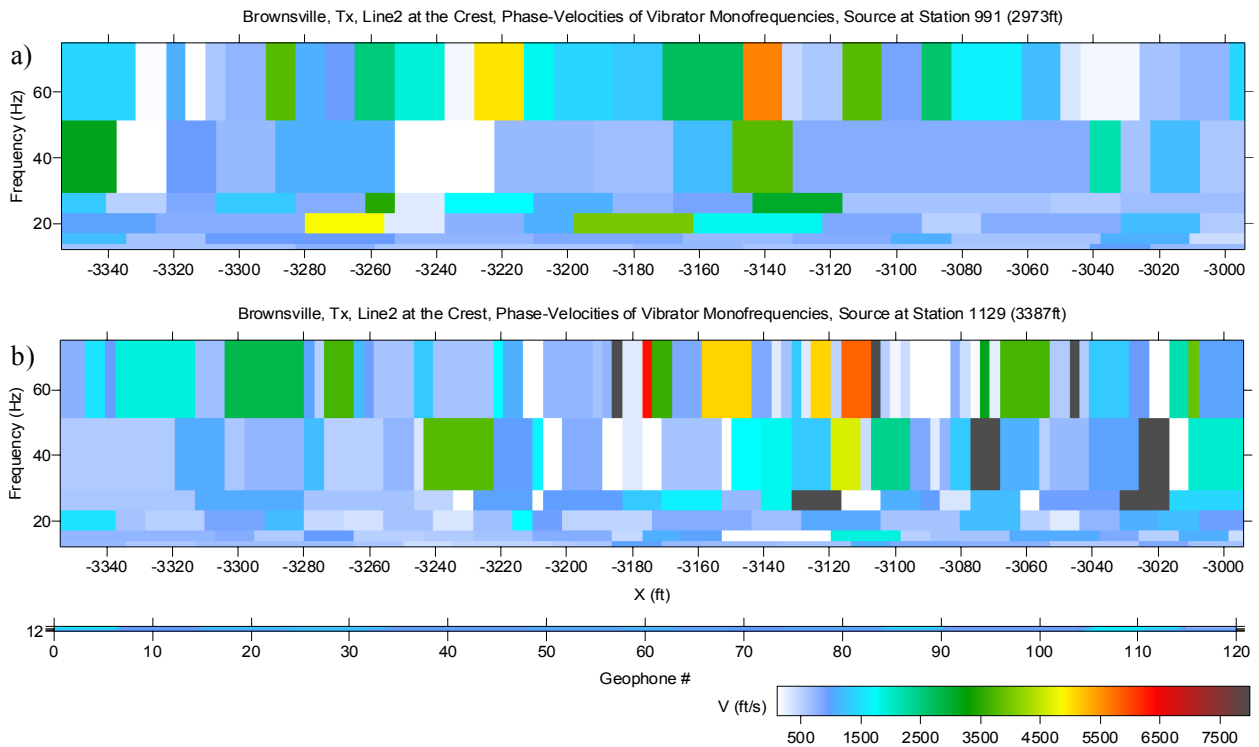 Brownsville, Tx, Line2 at the Crest, Phase-Velocities of Vibrator Monofrequencies, Source at Station 991 (2973ft)
a)
Frequency (Hz)
60
40
20
-3340 -3320 -3300 -3280 -3260 -3240 -3220 -3200 -3180 -3160 -3140 -3120 -3100 -3080 -3060 -3040 -3020 -3000
Brownsville, Tx, Line2 at the Crest, Phase-Velocities of Vibrator Monofrequencies, Source at Station 1129 (3387ft)
b)
Frequency (Hz)
60
40
20
-3340 -3320 -3300 -3280 -3260 -3240 -3220 -3200 -3180 -3160 -3140 -3120 -3100 -3080 -3060 -3040 -3020 -3000
X (ft)
12
0 10 20 30 40 50 60 70 80 90 100 110 120
Geophone #
V (ft/s)
500 1500 2500 3500 4500 5500 6500 7500